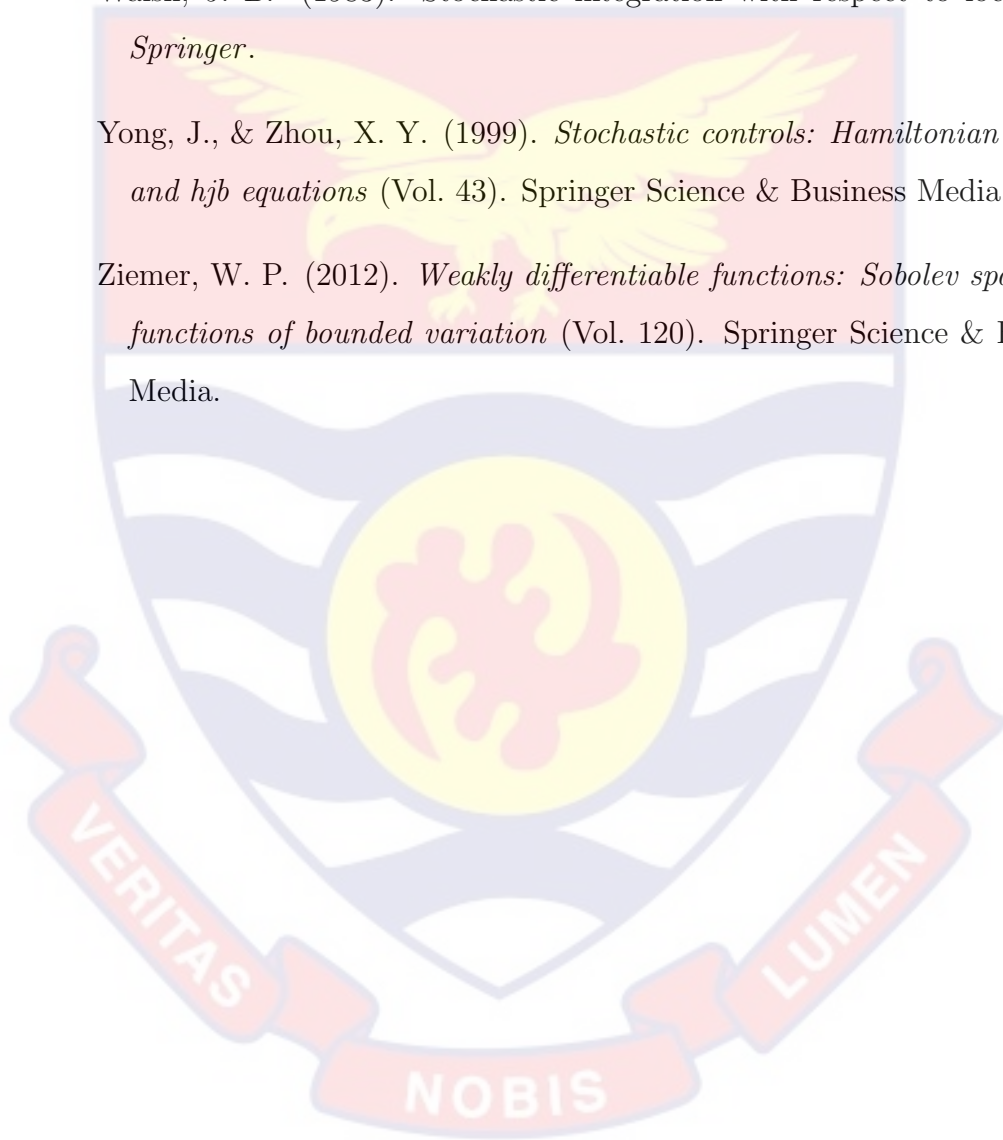 Springer.
Yong, J., & Zhou, X. Y. (1999). Stochastic controls: Hamiltonian
and hjb equations (Vol. 43). Springer Science & Business Media
Ziemer, W. P. (2012). Weakly differentiable functions: Sobolev
functions of bounded variation (Vol. 120). Springer Science &
Media.
VERITAS
NOBIS
LUMEN